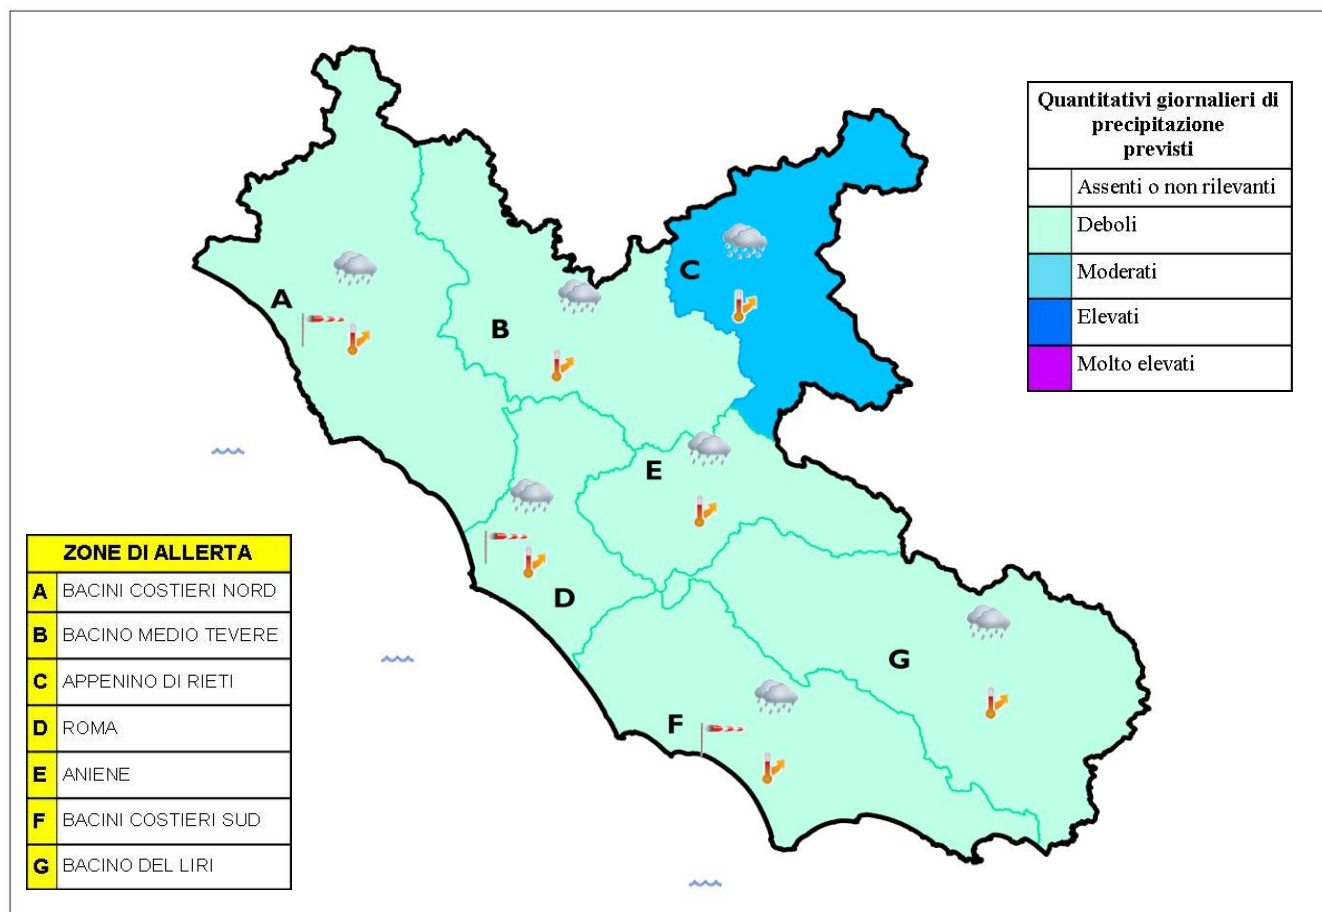 Quantitativi giornalieri di
precipitazione
previsti
Assenti o non rilevanti
Deboli
Moderati
Elevati
Molto elevati
A
B
C
D
E
F
G
ZONE DI ALLERTA
A BACINI COSTIERI NORD
B BACINO MEDIO TEVERE
C APPENINO DI RIETI
D ROMA
E ANIENE
F BACINI COSTIERI SUD
G BACINO DEL LIRI